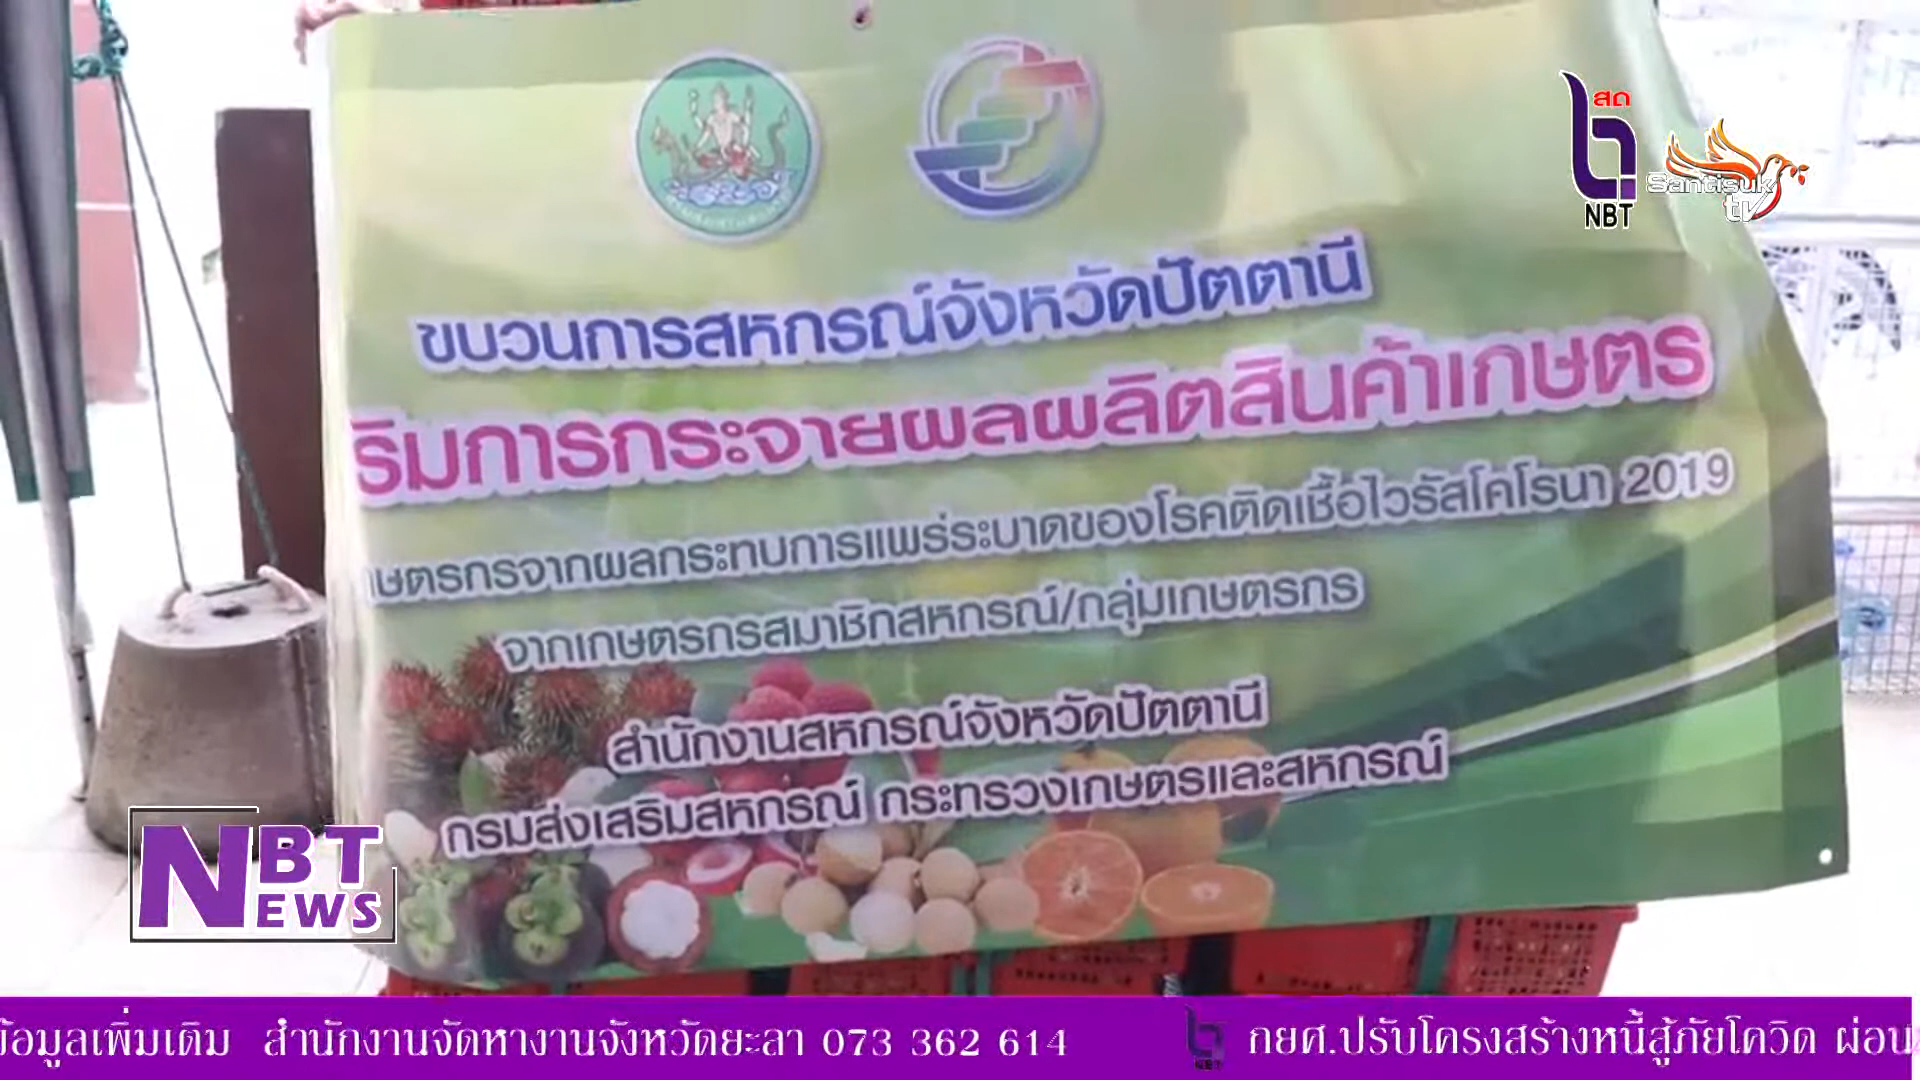 สด
NBT
Santisuk
tv
ขบวนการสหกรณ์จังหวัดปัตตานี
ริมการกระจายผลผลิตสินค้าเกษตร
กษตรกรจากผลกระทบการแพร่ระบาดของโรคติดเชื้อไวรัสโคโรนา 2019
จากเกษตรกรสมาชิกสหกรณ์/กลุ่มเกษตรกร
สำนักงานสหกรณ์จังหวัดปัตตานี
กรมส่งเสริมสหกรณ์ กระทรวงเกษตรและสหกรณ์
NBT
NEWS
ข้อมูลเพิ่มเติม สำนักงานจัดหางานจังหวัดยะลา 073 362 614 NBT กยศ.ปรับโครงสร้างหนี้สู้ภัยโควิด ผ่อน